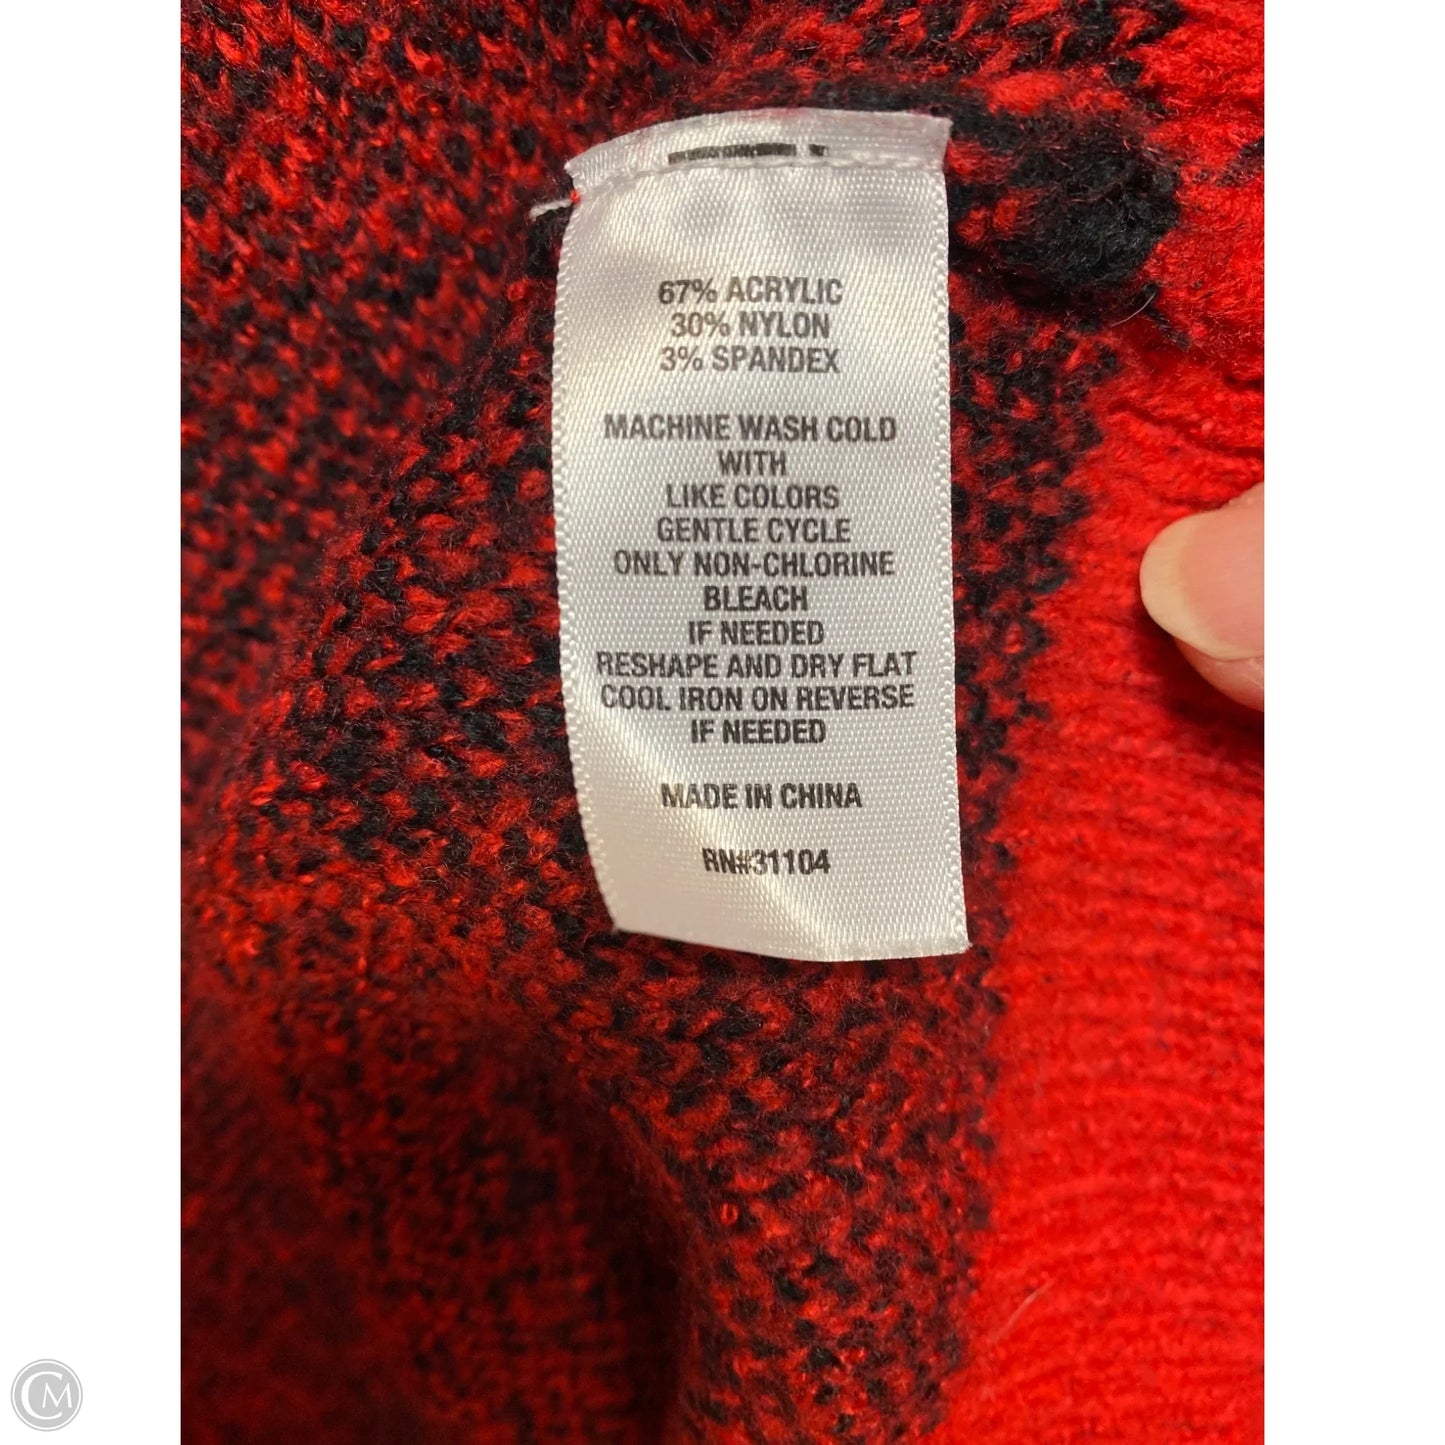 67% ACRYLIC
30% NYLON
3% SPANDEX
MACHINE WASH COLD
WITH
LIKE COLORS
GENTLE CYCLE
ONLY NON-CHLORINE
BLEACH
IF NEEDED
RESHAPE AND DRY FLAT
COOL IRON ON REVERSE
IF NEEDED
MADE IN CHINA
RN#31104
CM